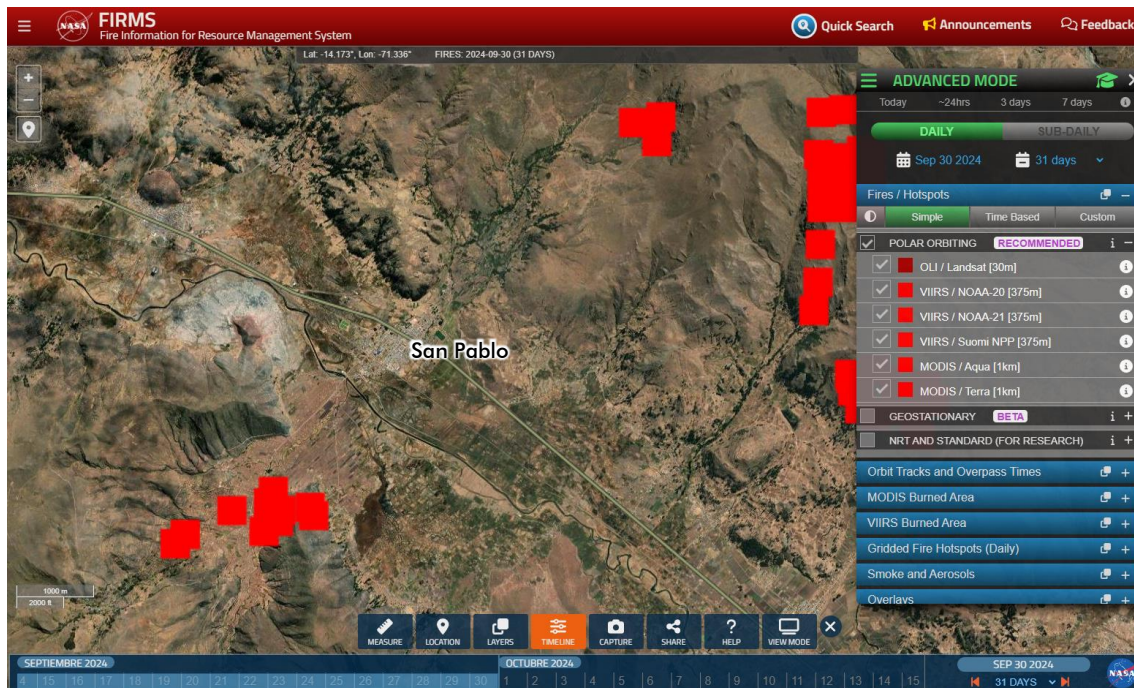 NASA
FIRMS
Fire Information for Resource Management System
Quick Search
Announcements
Feedback
Lat: -14.173°, Lon: -71.336° FIRES: 2024-09-30 (31 DAYS)
+
−
ADVANCED MODE
Today ~24hrs 3 days 7 days
DAILY SUB-DAILY
Sep 30 2024 31 days
Fires / Hotspots
Simple Time Based Custom
POLAR ORBITING RECOMMENDED
OLI / Landsat [30m]
VIIRS / NOAA-20 [375m]
VIIRS / NOAA-21 [375m]
VIIRS / Suomi NPP [375m]
MODIS / Aqua [1km]
MODIS / Terra [1km]
GEOSTATIONARY BETA
NRT AND STANDARD (FOR RESEARCH)
Orbit Tracks and Overpass Times
MODIS Burned Area
VIIRS Burned Area
Gridded Fire Hotspots (Daily)
Smoke and Aerosols
Overlays
San Pablo
1000 m
2000 ft
MEASURE LOCATION LAYERS TIMELINE CAPTURE SHARE HELP VIEW MODE
SEPTIEMBRE 2024 OCTUBRE 2024 SEP 30 2024
4 15 16 17 18 19 20 21 22 23 24 25 26 27 28 29 30 1 2 3 4 5 6 7 8 9 10 11 12 13 14 15 31 DAYS
NASA